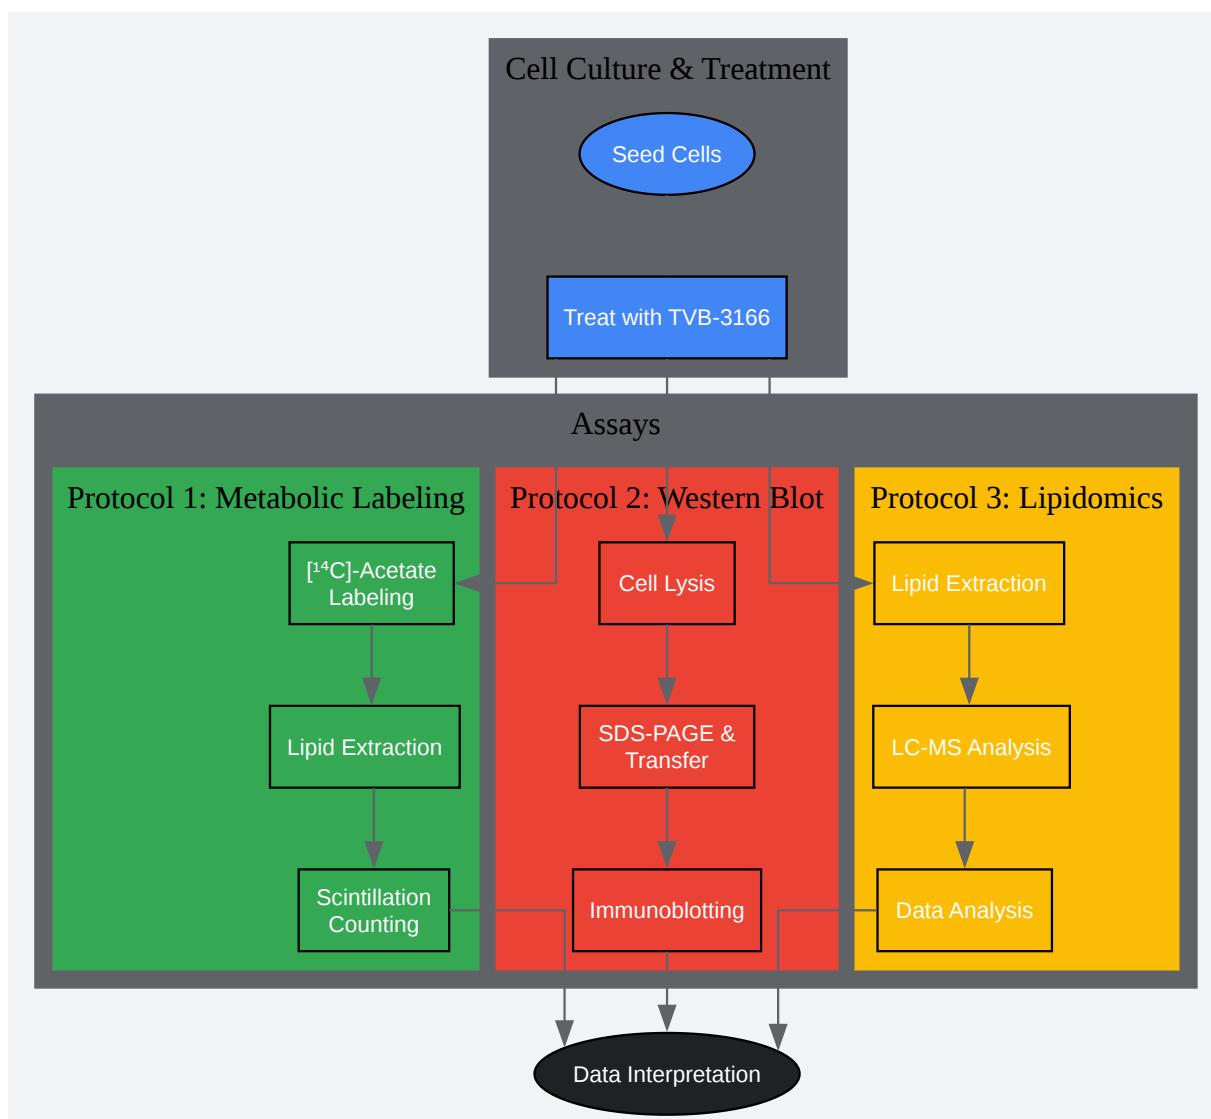 Cell Culture & Treatment
Seed Cells
Treat with TVB-3166
Assays
Protocol 1: Metabolic Labeling
[¹⁴C]-Acetate
Labeling
Lipid Extraction
Scintillation
Counting
Protocol 2: Western Blot
Cell Lysis
SDS-PAGE &
Transfer
Immunoblotting
Protocol 3: Lipidomics
Lipid Extraction
LC-MS Analysis
Data Analysis
Data Interpretation